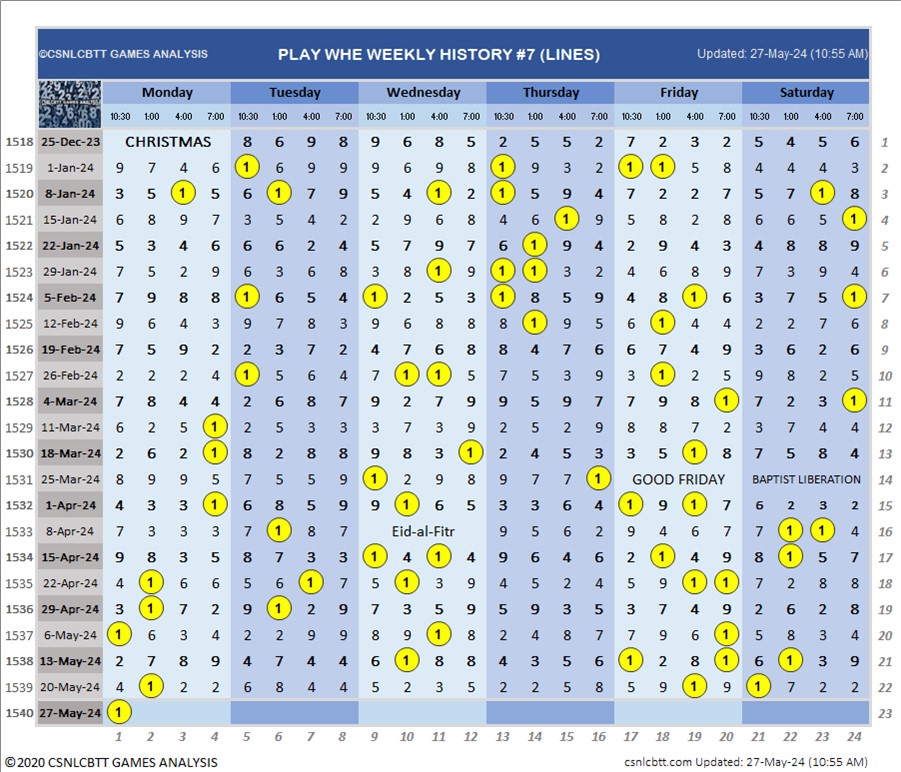 ©CSNLCBTT GAMES ANALYSIS PLAY WHE WEEKLY HISTORY #7 (LINES) Updated: 27-May-24 (10:55 AM)
CSNLCBTT GAMES ANALYSIS Monday Tuesday Wednesday Thursday Friday Saturday
10:30 1:00 4:00 7:00 10:30 1:00 4:00 7:00 10:30 1:00 4:00 7:00 10:30 1:00 4:00 7:00 10:30 1:00 4:00 7:00 10:30 1:00 4:00 7:00
1518 25-Dec-23 CHRISTMAS 8 6 9 8 9 6 8 5 2 5 5 2 7 2 3 2 5 4 5 6 1
1519 1-Jan-24 9 7 4 6 1 6 9 9 9 6 9 8 1 9 3 2 1 1 5 8 4 4 4 3 2
1520 8-Jan-24 3 5 1 5 6 1 7 9 5 4 1 2 1 5 9 4 7 2 2 7 5 7 1 8 3
1521 15-Jan-24 6 8 9 7 3 5 4 2 2 9 6 8 4 6 1 9 5 8 2 8 6 6 5 1 4
1522 22-Jan-24 5 3 4 6 6 6 2 4 5 7 9 7 6 1 9 4 2 9 4 3 4 8 8 9 5
1523 29-Jan-24 7 5 2 9 6 3 6 8 3 8 1 9 1 1 3 2 4 6 8 9 7 3 9 4 6
1524 5-Feb-24 7 9 8 8 1 6 5 4 1 2 5 3 1 8 5 9 4 8 1 6 3 7 5 1 7
1525 12-Feb-24 9 6 4 3 9 7 8 3 9 6 8 8 8 1 9 5 6 1 4 4 2 2 7 6 8
1526 19-Feb-24 7 5 9 2 2 3 7 2 4 7 6 8 8 4 7 6 6 7 4 9 3 6 2 6 9
1527 26-Feb-24 2 2 2 4 1 5 6 4 7 1 1 5 7 5 3 9 3 1 2 5 9 8 2 5 10
1528 4-Mar-24 7 8 4 4 2 6 8 7 9 2 7 9 9 5 9 7 7 9 8 1 7 2 3 1 11
1529 11-Mar-24 6 2 5 1 2 5 3 3 3 7 3 9 2 5 2 9 8 8 7 2 3 7 4 4 12
1530 18-Mar-24 2 6 2 1 8 2 8 8 9 8 3 1 2 4 5 3 3 5 1 8 7 5 8 4 13
1531 25-Mar-24 8 9 9 5 7 5 5 9 1 2 9 8 9 7 7 1 GOOD FRIDAY BAPTIST LIBERATION 14
1532 1-Apr-24 4 3 3 1 6 8 5 9 9 1 6 5 3 3 6 4 1 9 1 7 6 2 3 2 15
1533 8-Apr-24 7 3 3 3 7 1 8 7 Eid-al-Fitr 9 5 6 2 9 4 6 7 7 1 1 4 16
1534 15-Apr-24 9 8 3 5 8 7 3 3 1 4 1 4 9 6 4 6 2 1 4 9 8 1 5 7 17
1535 22-Apr-24 4 1 6 6 5 6 1 7 5 1 3 9 4 5 2 4 5 9 1 1 7 2 8 8 18
1536 29-Apr-24 3 1 7 2 9 1 2 9 7 3 5 9 5 9 3 5 3 7 4 9 2 6 2 8 19
1537 6-May-24 1 6 3 4 2 2 9 9 8 9 1 8 2 4 7 8 7 9 6 1 5 8 3 4 20
1538 13-May-24 2 7 8 9 4 7 4 4 6 1 8 8 4 3 5 6 1 2 8 1 6 1 3 9 21
1539 20-May-24 4 1 2 2 6 8 4 4 5 2 3 5 2 2 5 8 5 9 1 9 1 7 2 2 22
1540 27-May-24 1 23
1 2 3 4 5 6 7 8 9 10 11 12 13 14 15 16 17 18 19 20 21 22 23 24
©2020 CSNLCBTT GAMES ANALYSIS csnlcbtt.com Updated: 27-May-24 (10:55 AM)